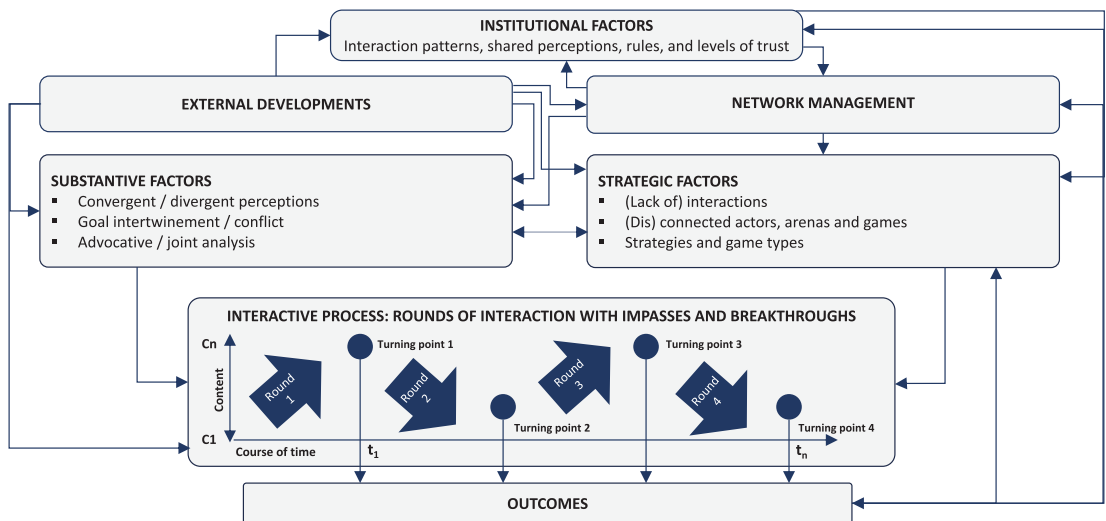 INSTITUTIONAL FACTORS
Interaction patterns, shared perceptions, rules, and levels of trust
EXTERNAL DEVELOPMENTS
NETWORK MANAGEMENT
SUBSTANTIVE FACTORS
▪ Convergent / divergent perceptions
▪ Goal intertwinement / conflict
▪ Advocative / joint analysis
STRATEGIC FACTORS
▪ (Lack of) interactions
▪ (Dis) connected actors, arenas and games
▪ Strategies and game types
INTERACTIVE PROCESS: ROUNDS OF INTERACTION WITH IMPASSES AND BREAKTHROUGHS
Cn
Content
C1
Round
1
Turning point 1
Round
2
Turning point 2
Round
3
Turning point 3
Round
4
Turning point 4
Course of time
t1
tn
OUTCOMES